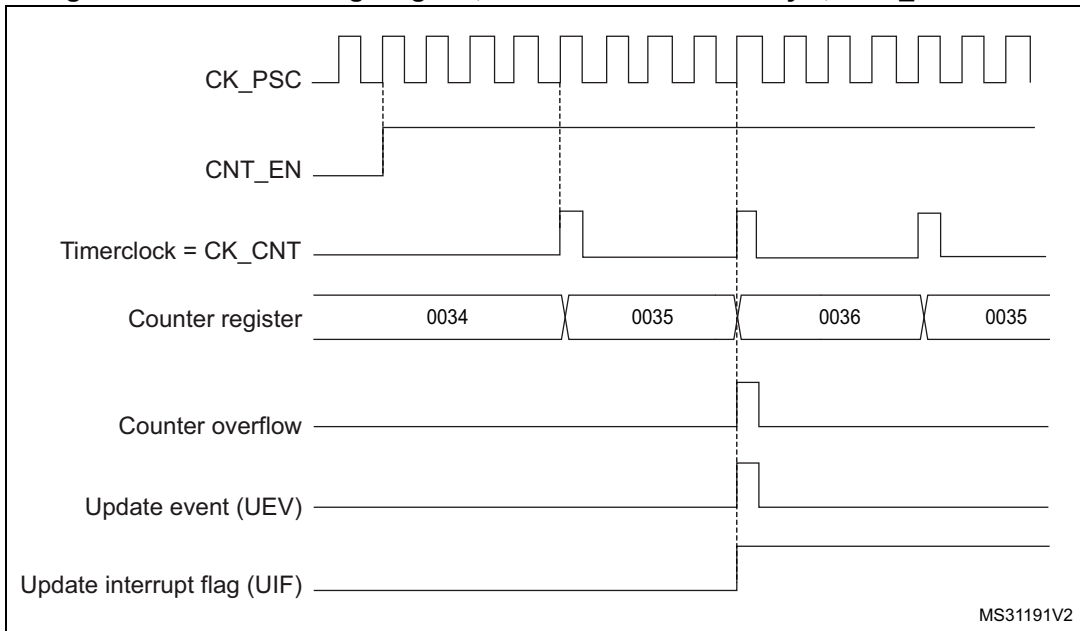 CK_PSC
CNT_EN
Timerclock = CK_CNT
Counter register
0034
0035
0036
0035
Counter overflow
Update event (UEV)
Update interrupt flag (UIF)
MS31191V2